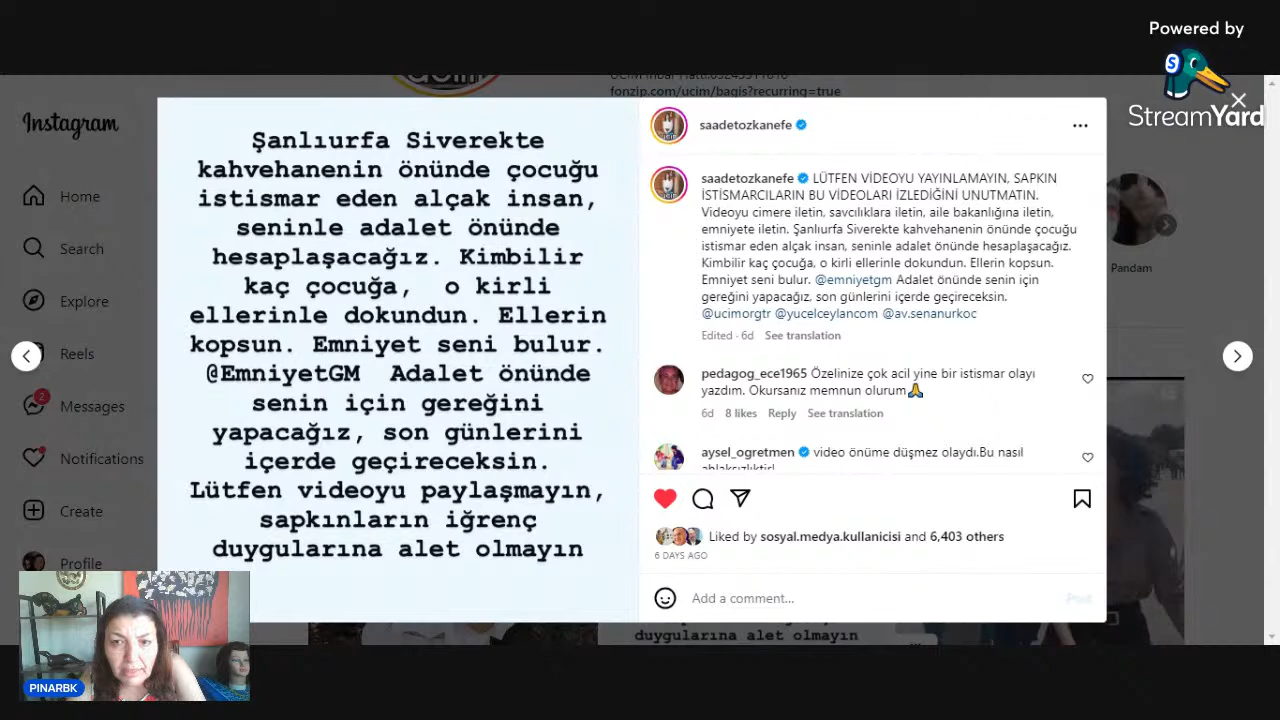 Powered by
StreamYard
fonzip.com/ucim/bagis?recurring=true
Instagram
Home
Search
Explore
Reels
2
Messages
Notifications
Create
Profile
Şanlıurfa Siverekte
kahvehanenin önünde çocuğu
istismar eden alçak insan,
seninle adalet önünde
hesaplaşacağız. Kimbilir
kaç çocuğa, o kirli
ellerinle dokundun. Ellerin
kopsun. Emniyet seni bulur.
@EmniyetGM Adalet önünde
senin için gereğini
yapacağız, son günlerini
içerde geçireceksin.
Lütfen videoyu paylaşmayın,
sapkınların iğrenç
duygularına alet olmayın
saadetozkanefe
saadetozkanefe LÜTFEN VİDEOYU YAYINLAMAYIN, SAPKIN
İSTİSMARCILARIN BU VİDEOLARI İZLEDİĞİNİ UNUTMATIN.
Videoyu cimere iletin, savcılıklara iletin, aile bakanlığına iletin,
emniyete iletin. Şanlıurfa Siverekte kahvehanenin önünde çocuğu
istismar eden alçak insan, seninle adalet önünde hesaplaşacağız.
Kimbilir kaç çocuğa, o kirli ellerinle dokundun. Ellerin kopsun.
Emniyet seni bulur. @emniyetgm Adalet önünde senin için
gereğini yapacağız, son günlerini içerde geçireceksin.
@ucimorgtr @yucelceylancom @av.senanurkoc
Edited · 6d See translation
pedagog_ece1965 Özelinize çok acil yine bir istismar olayı
yazdım. Okursanız memnun olurum🙏
6d 8 likes Reply See translation
aysel_ogretmen video önüme düşmez olaydı.Bu nasıl
ahlaksızlıktir!
Liked by sosyal.medya.kullanicisi and 6,403 others
6 DAYS AGO
Add a comment...
Post
Pandam
duygularına alet olmayın
PINARBK